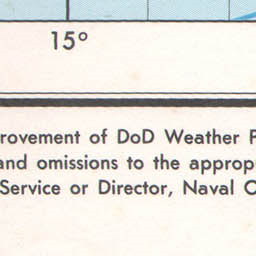 15°
rovement of DoD Weather F
and omissions to the approp
Service or Director, Naval O